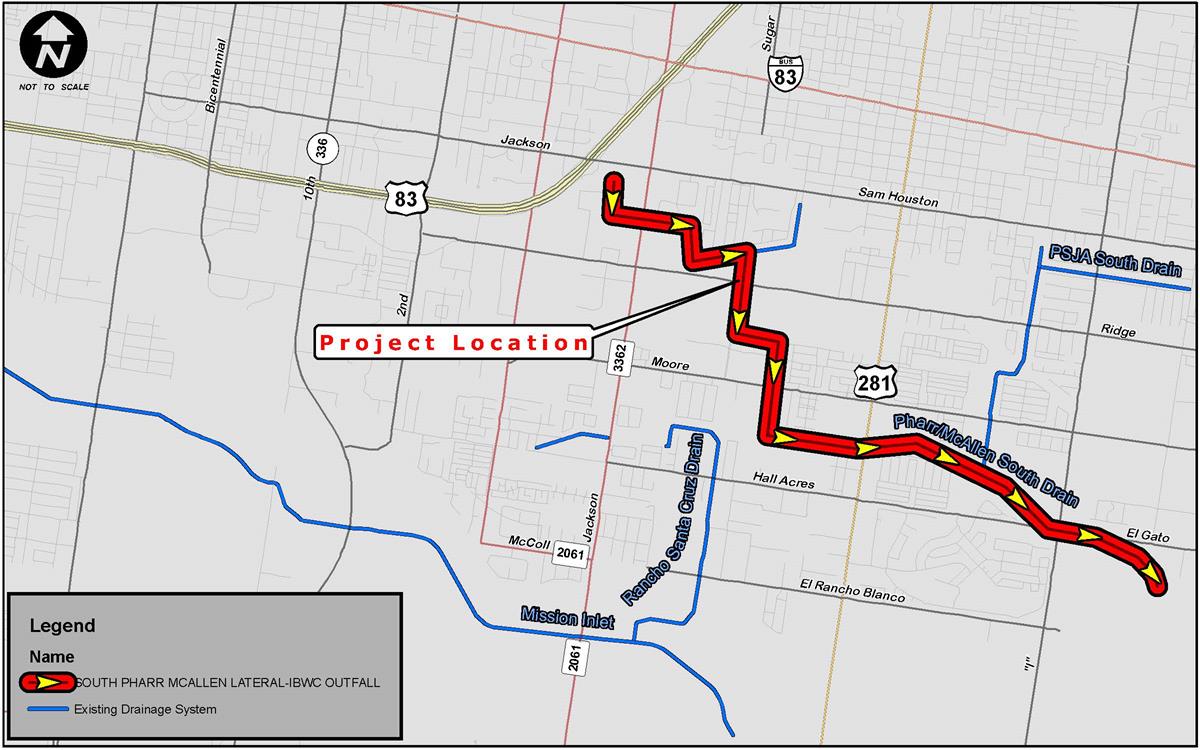 N
NOT TO SCALE
Bicentennial
Sugar
BUS
83
336
10th
83
Jackson
Sam Houston
PSJA South Drain
2nd
Project Location
Ridge
3362
Moore
281
Pharr/McAllen South Drain
Rancho Santa Cruz Drain
Hall Acres
Jackson
McColl
2061
El Gato
El Rancho Blanco
Mission Inlet
2061
"I"
Legend
Name
SOUTH PHARR MCALLEN LATERAL-IBWC OUTFALL
Existing Drainage System